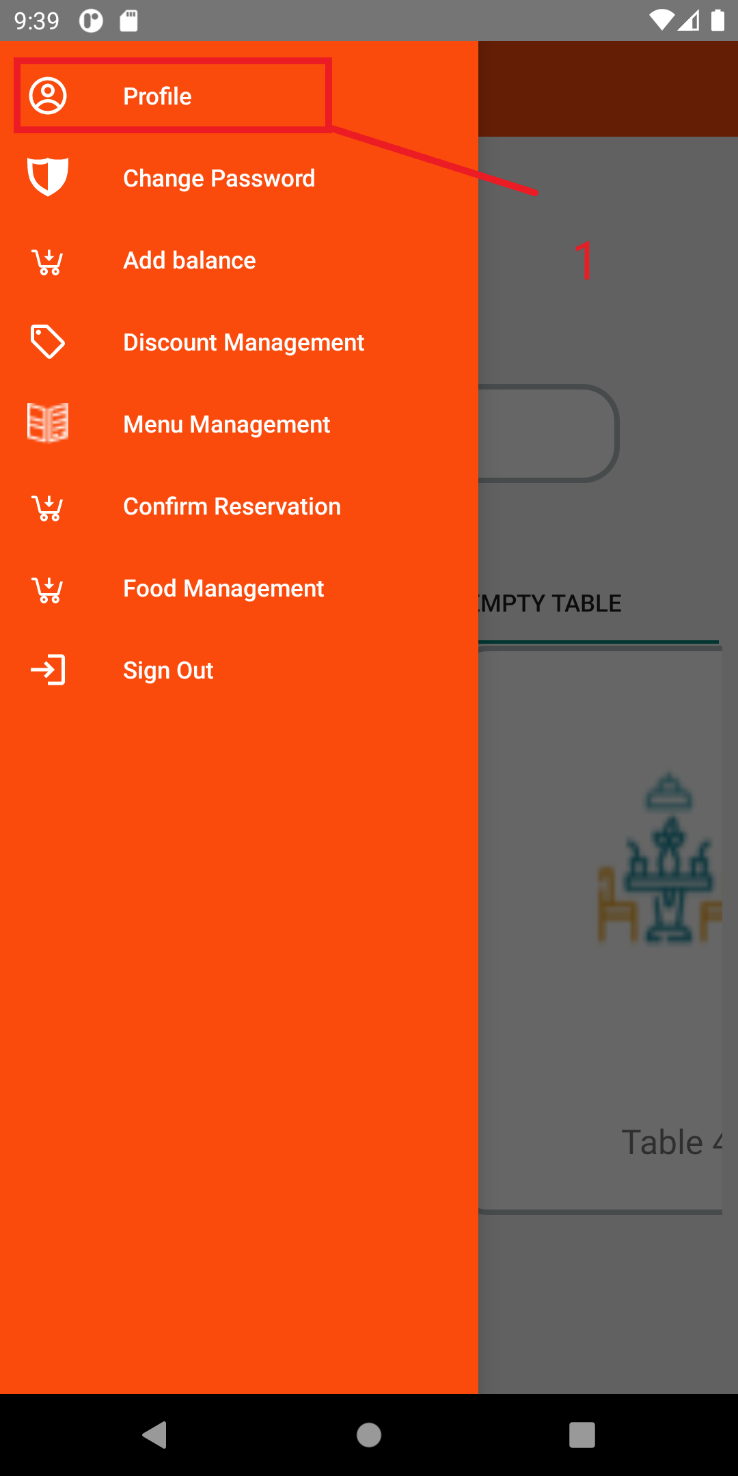 9:39
Profile
Change Password
1
Add balance
Discount Management
Menu Management
Confirm Reservation
Food Management
EMPTY TABLE
Sign Out
Table 4